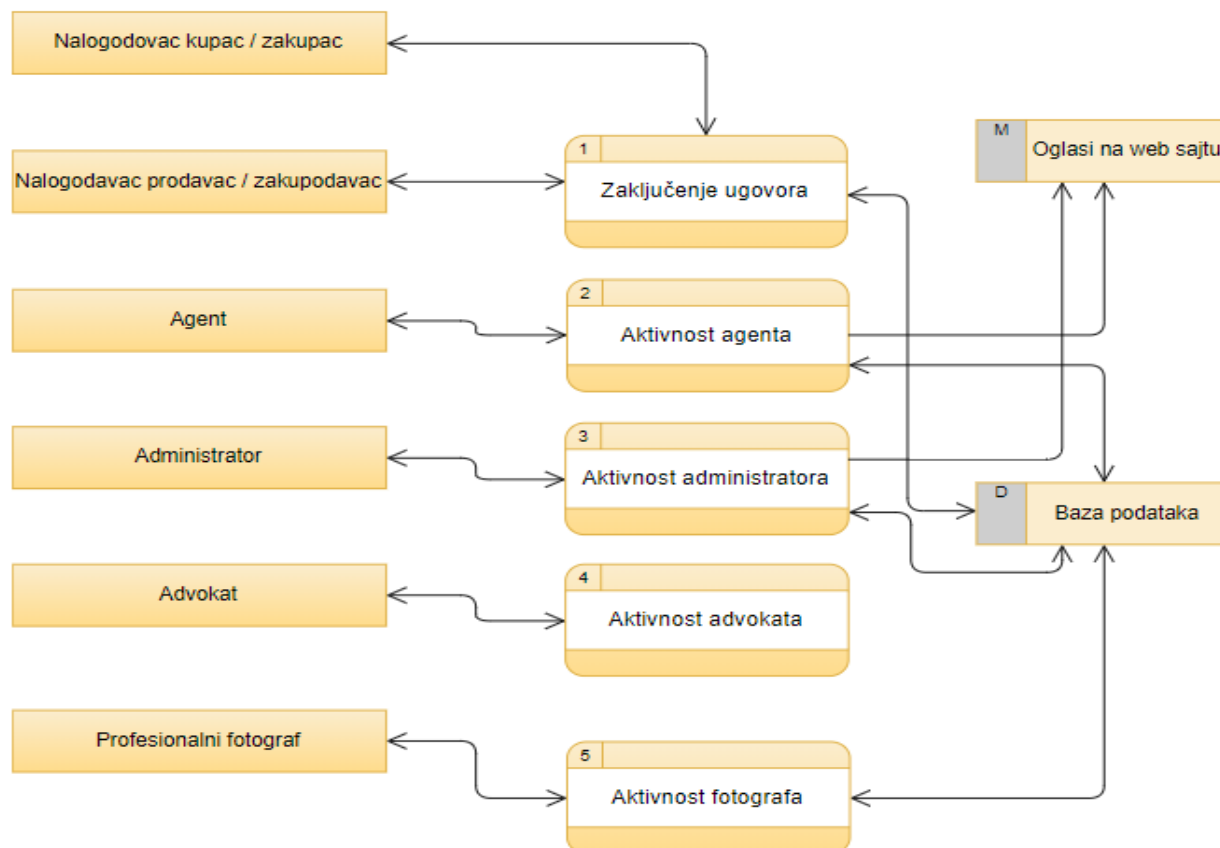 Nalogodovac kupac / zakupac
Nalogodavac prodavac / zakupodavac
Agent
Administrator
Advokat
Profesionalni fotograf
1
Zaključenje ugovora
2
Aktivnost agenta
3
Aktivnost administratora
4
Aktivnost advokata
5
Aktivnost fotografa
M
Oglasi na web sajtu
D
Baza podataka